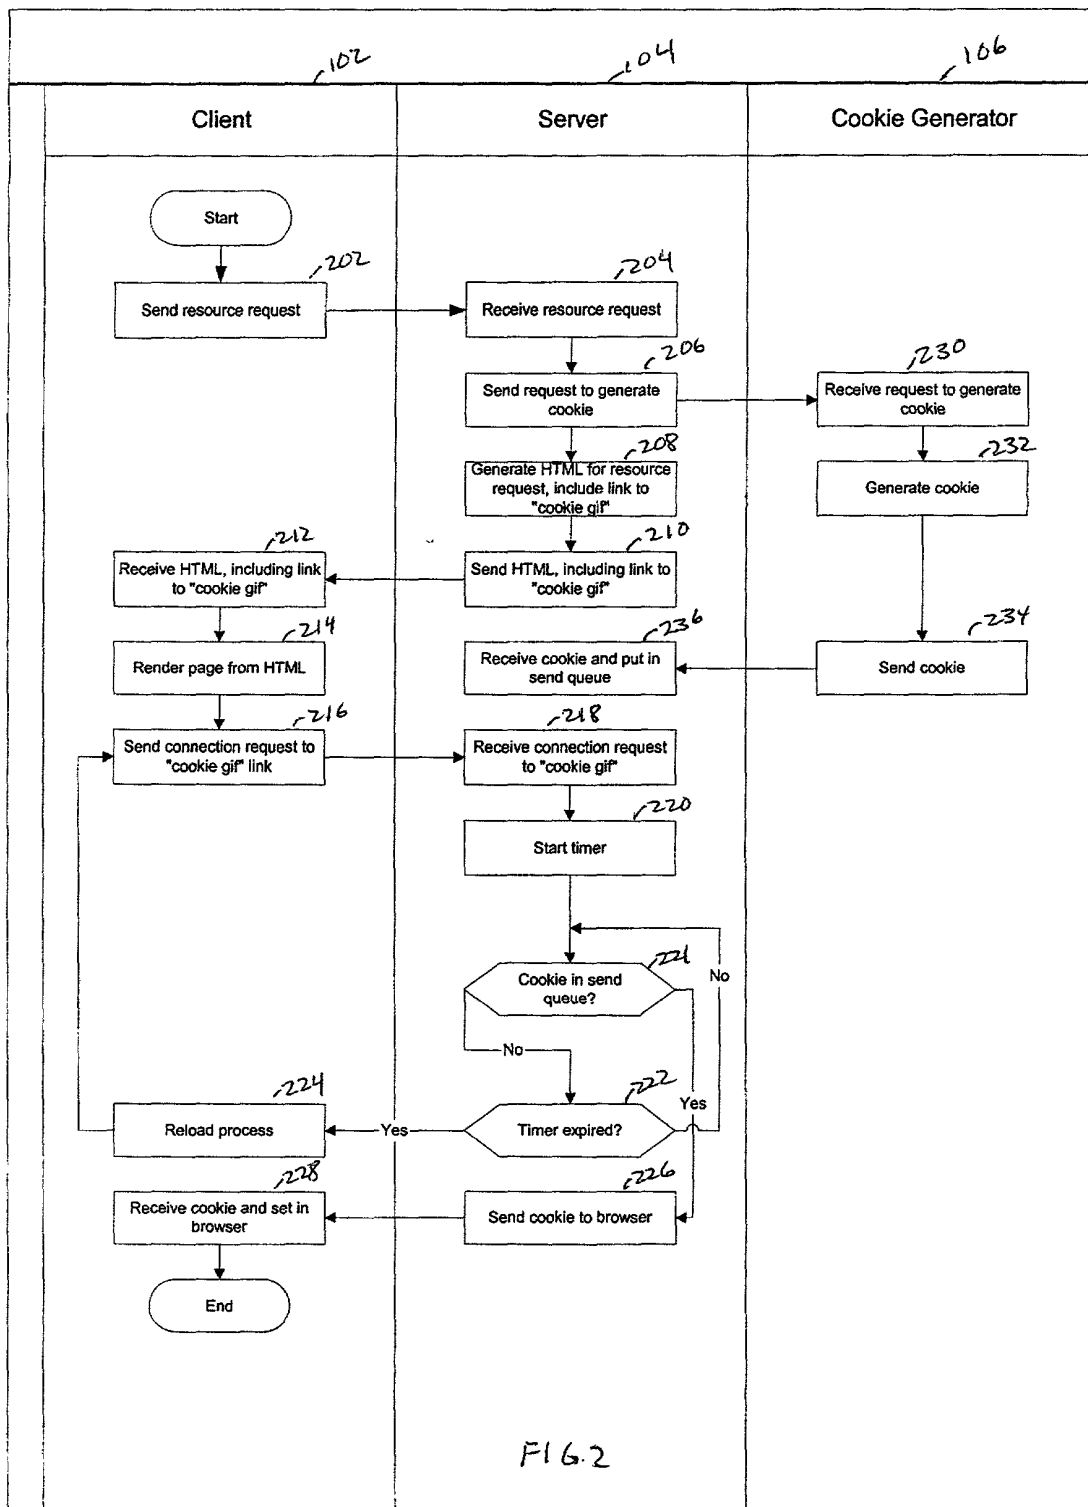 102
104
106
Client
Server
Cookie Generator
Start
202
Send resource request
204
Receive resource request
206
Send request to generate
cookie
230
Receive request to generate
cookie
208
Generate HTML for resource
request, include link to
"cookie gif"
232
Generate cookie
212
Receive HTML, including link
to "cookie gif"
210
Send HTML, including link to
"cookie gif"
214
Render page from HTML
236
Receive cookie and put in
send queue
234
Send cookie
216
Send connection request to
"cookie gif" link
218
Receive connection request
to "cookie gif"
220
Start timer
221
Cookie in send
queue?
No
No
Yes
224
Reload process
Yes
222
Timer expired?
228
Receive cookie and set in
browser
226
Send cookie to browser
End
FIG.2